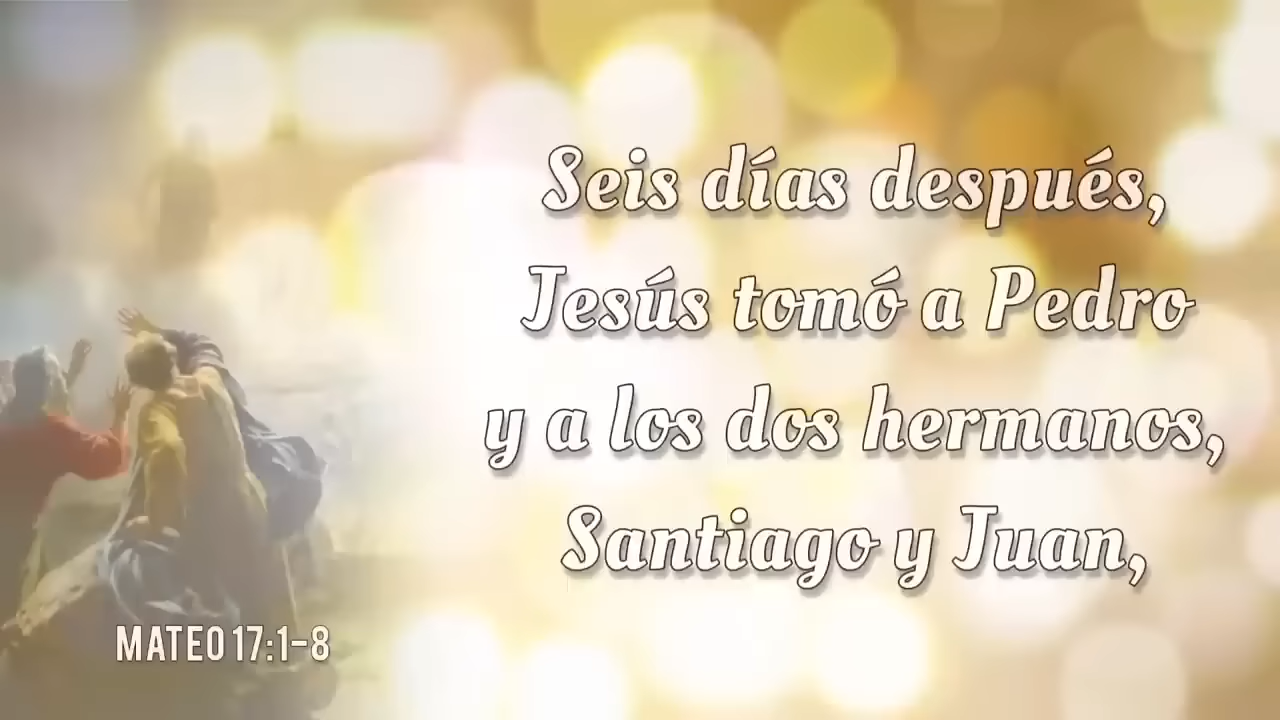 Seis días después,
Jesús tomó a Pedro
y a los dos hermanos,
Santiago y Juan,
MATEO 17:1-8